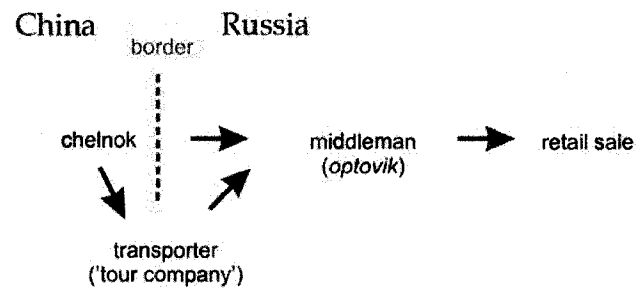 China
Russia
border
chelnok
middleman
(optovik)
retail sale
transporter
('tour company')